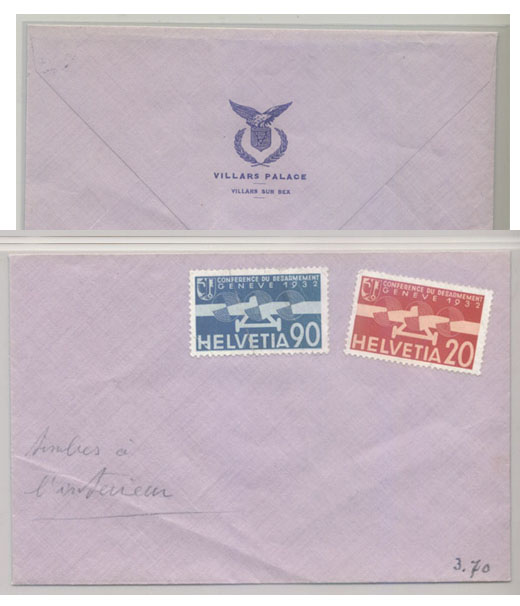 VILLARS PALACE
VILLARS SUR BEX
CONFERENCE DU DESARMEMENT
GENEVE 1932
HELVETIA 90
CONFERENCE DU DESARMEMENT
GENEVE 1932
HELVETIA 20
timbres à
l'interieur
3.70